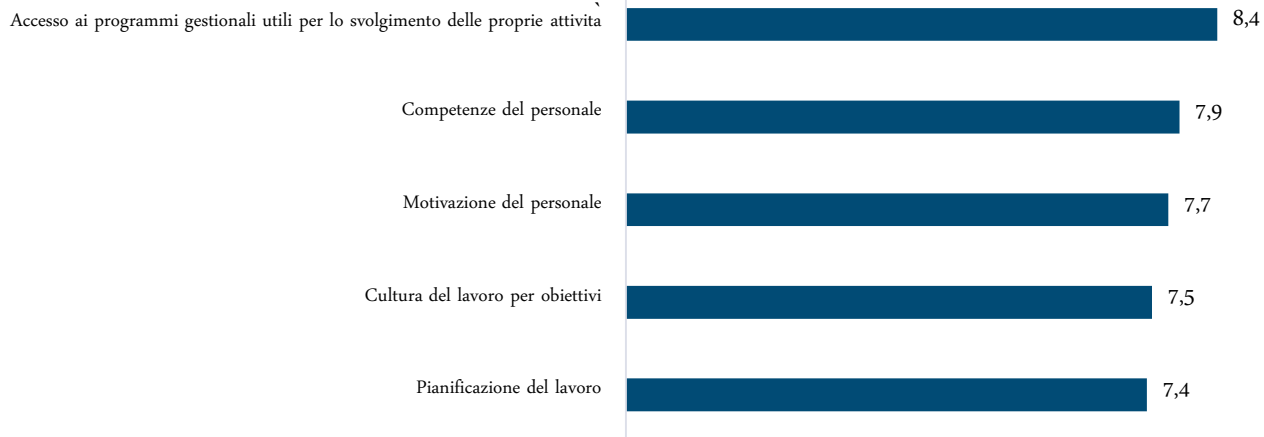 Accesso ai programmi gestionali utili per lo svolgimento delle proprie attività 8,4
Competenze del personale 7,9
Motivazione del personale 7,7
Cultura del lavoro per obiettivi 7,5
Pianificazione del lavoro 7,4